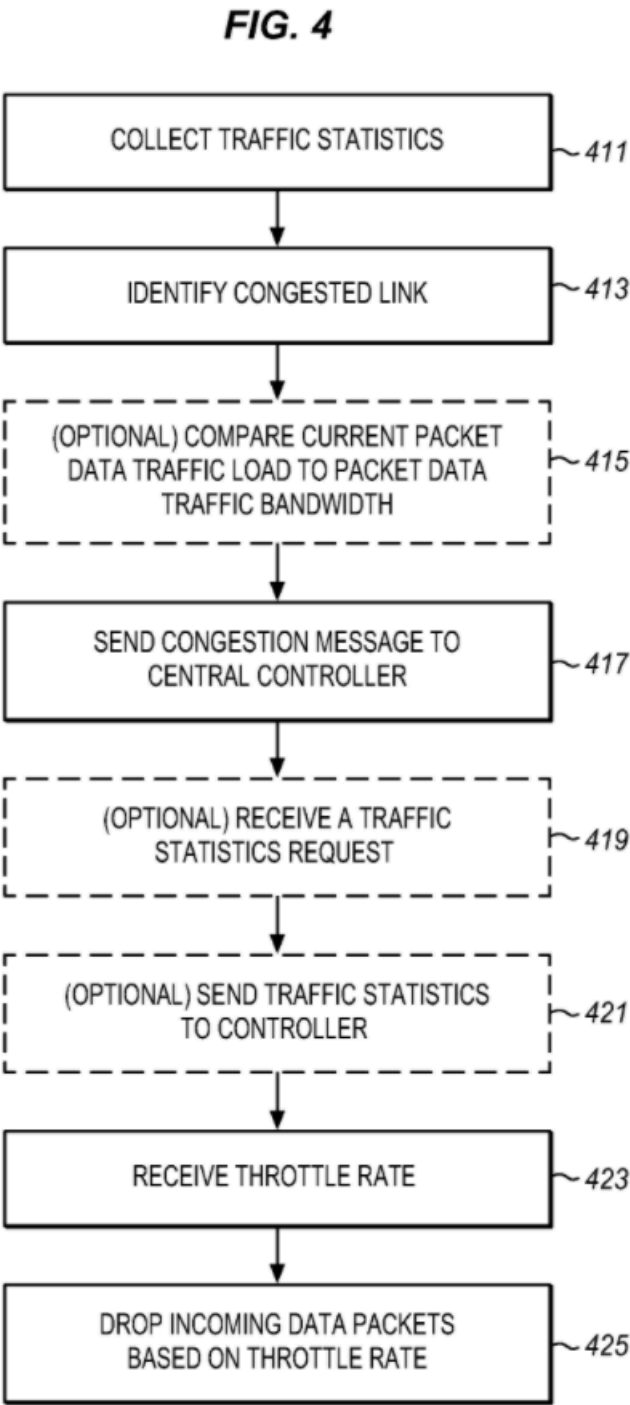 FIG. 4
COLLECT TRAFFIC STATISTICS
411
IDENTIFY CONGESTED LINK
413
(OPTIONAL) COMPARE CURRENT PACKET
DATA TRAFFIC LOAD TO PACKET DATA
TRAFFIC BANDWIDTH
415
SEND CONGESTION MESSAGE TO
CENTRAL CONTROLLER
417
(OPTIONAL) RECEIVE A TRAFFIC
STATISTICS REQUEST
419
(OPTIONAL) SEND TRAFFIC STATISTICS
TO CONTROLLER
421
RECEIVE THROTTLE RATE
423
DROP INCOMING DATA PACKETS
BASED ON THROTTLE RATE
425